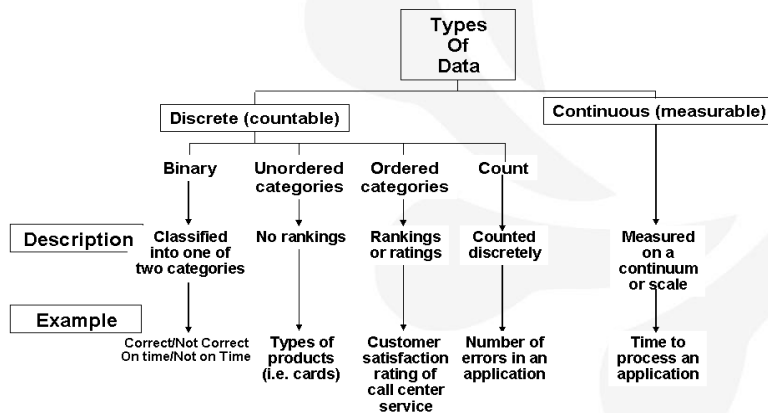 Types
Of
Data
Discrete (countable)
Continuous (measurable)
Binary
Unordered
categories
Ordered
categories
Count
Description
Classified
into one of
two categories
No rankings
Rankings
or ratings
Counted
discretely
Measured
on a
continuum
or scale
Example
Correct/Not Correct
On time/Not on Time
Types of
products
(i.e. cards)
Customer
satisfaction
rating of
call center
service
Number of
errors in an
application
Time to
process an
application